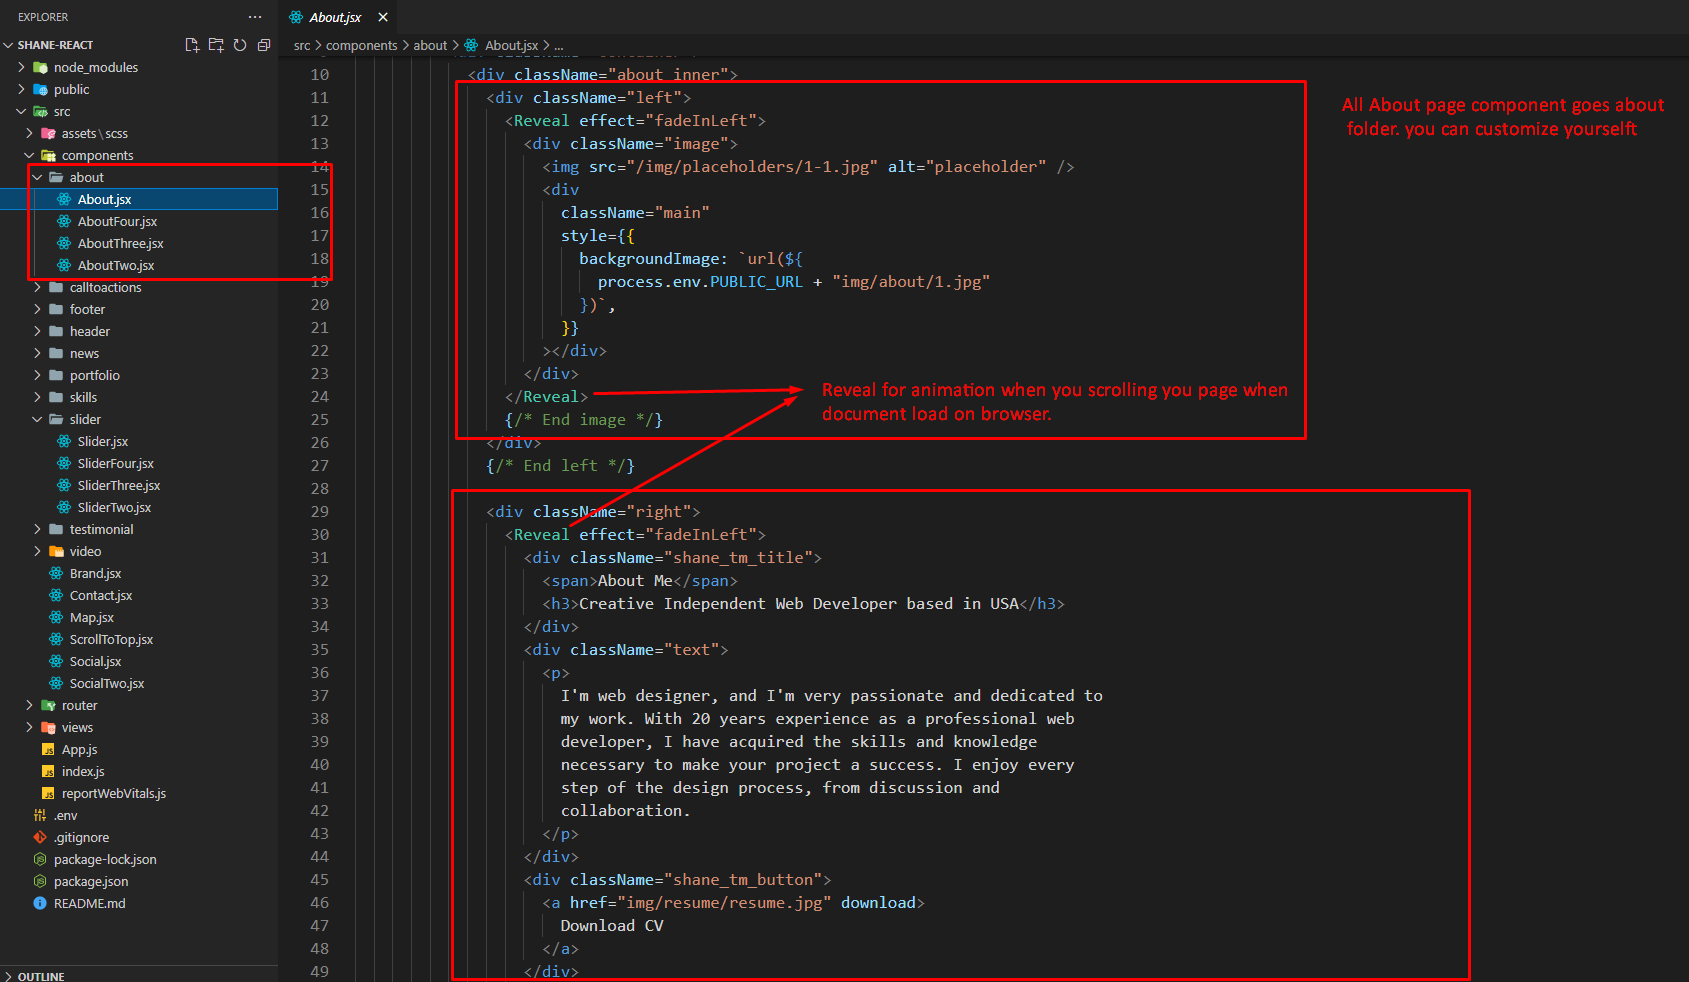 EXPLORER
SHANE-REACT
node_modules
public
src
assets\scss
components
about
About.jsx
AboutFour.jsx
AboutThree.jsx
AboutTwo.jsx
calltoactions
footer
header
news
portfolio
skills
slider
Slider.jsx
SliderFour.jsx
SliderThree.jsx
SliderTwo.jsx
testimonial
video
Brand.jsx
Contact.jsx
Map.jsx
ScrollToTop.jsx
Social.jsx
SocialTwo.jsx
router
views
App.js
index.js
reportWebVitals.js
.env
.gitignore
package-lock.json
package.json
README.md
OUTLINE
About.jsx
src > components > about > About.jsx > ...
10 <div className="about_inner">
11 <div className="left">
12 <Reveal effect="fadeInLeft">
13 <div className="image">
14 <img src="/img/placeholders/1-1.jpg" alt="placeholder" />
15 <div
16 className="main"
17 style={{
18 backgroundImage: `url(${
19 process.env.PUBLIC_URL + "img/about/1.jpg"
20 })`,
21 }}
22 ></div>
23 </div>
24 </Reveal>
25 {/* End image */}
26 </div>
27 {/* End left */}
28
29 <div className="right">
30 <Reveal effect="fadeInLeft">
31 <div className="shane_tm_title">
32 <span>About Me</span>
33 <h3>Creative Independent Web Developer based in USA</h3>
34 </div>
35 <div className="text">
36 <p>
37 I'm web designer, and I'm very passionate and dedicated to
38 my work. With 20 years experience as a professional web
39 developer, I have acquired the skills and knowledge
40 necessary to make your project a success. I enjoy every
41 step of the design process, from discussion and
42 collaboration.
43 </p>
44 </div>
45 <div className="shane_tm_button">
46 <a href="img/resume/resume.jpg" download>
47 Download CV
48 </a>
49 </div>
All About page component goes about
folder. you can customize yourselft
Reveal for animation when you scrolling you page when
document load on browser.